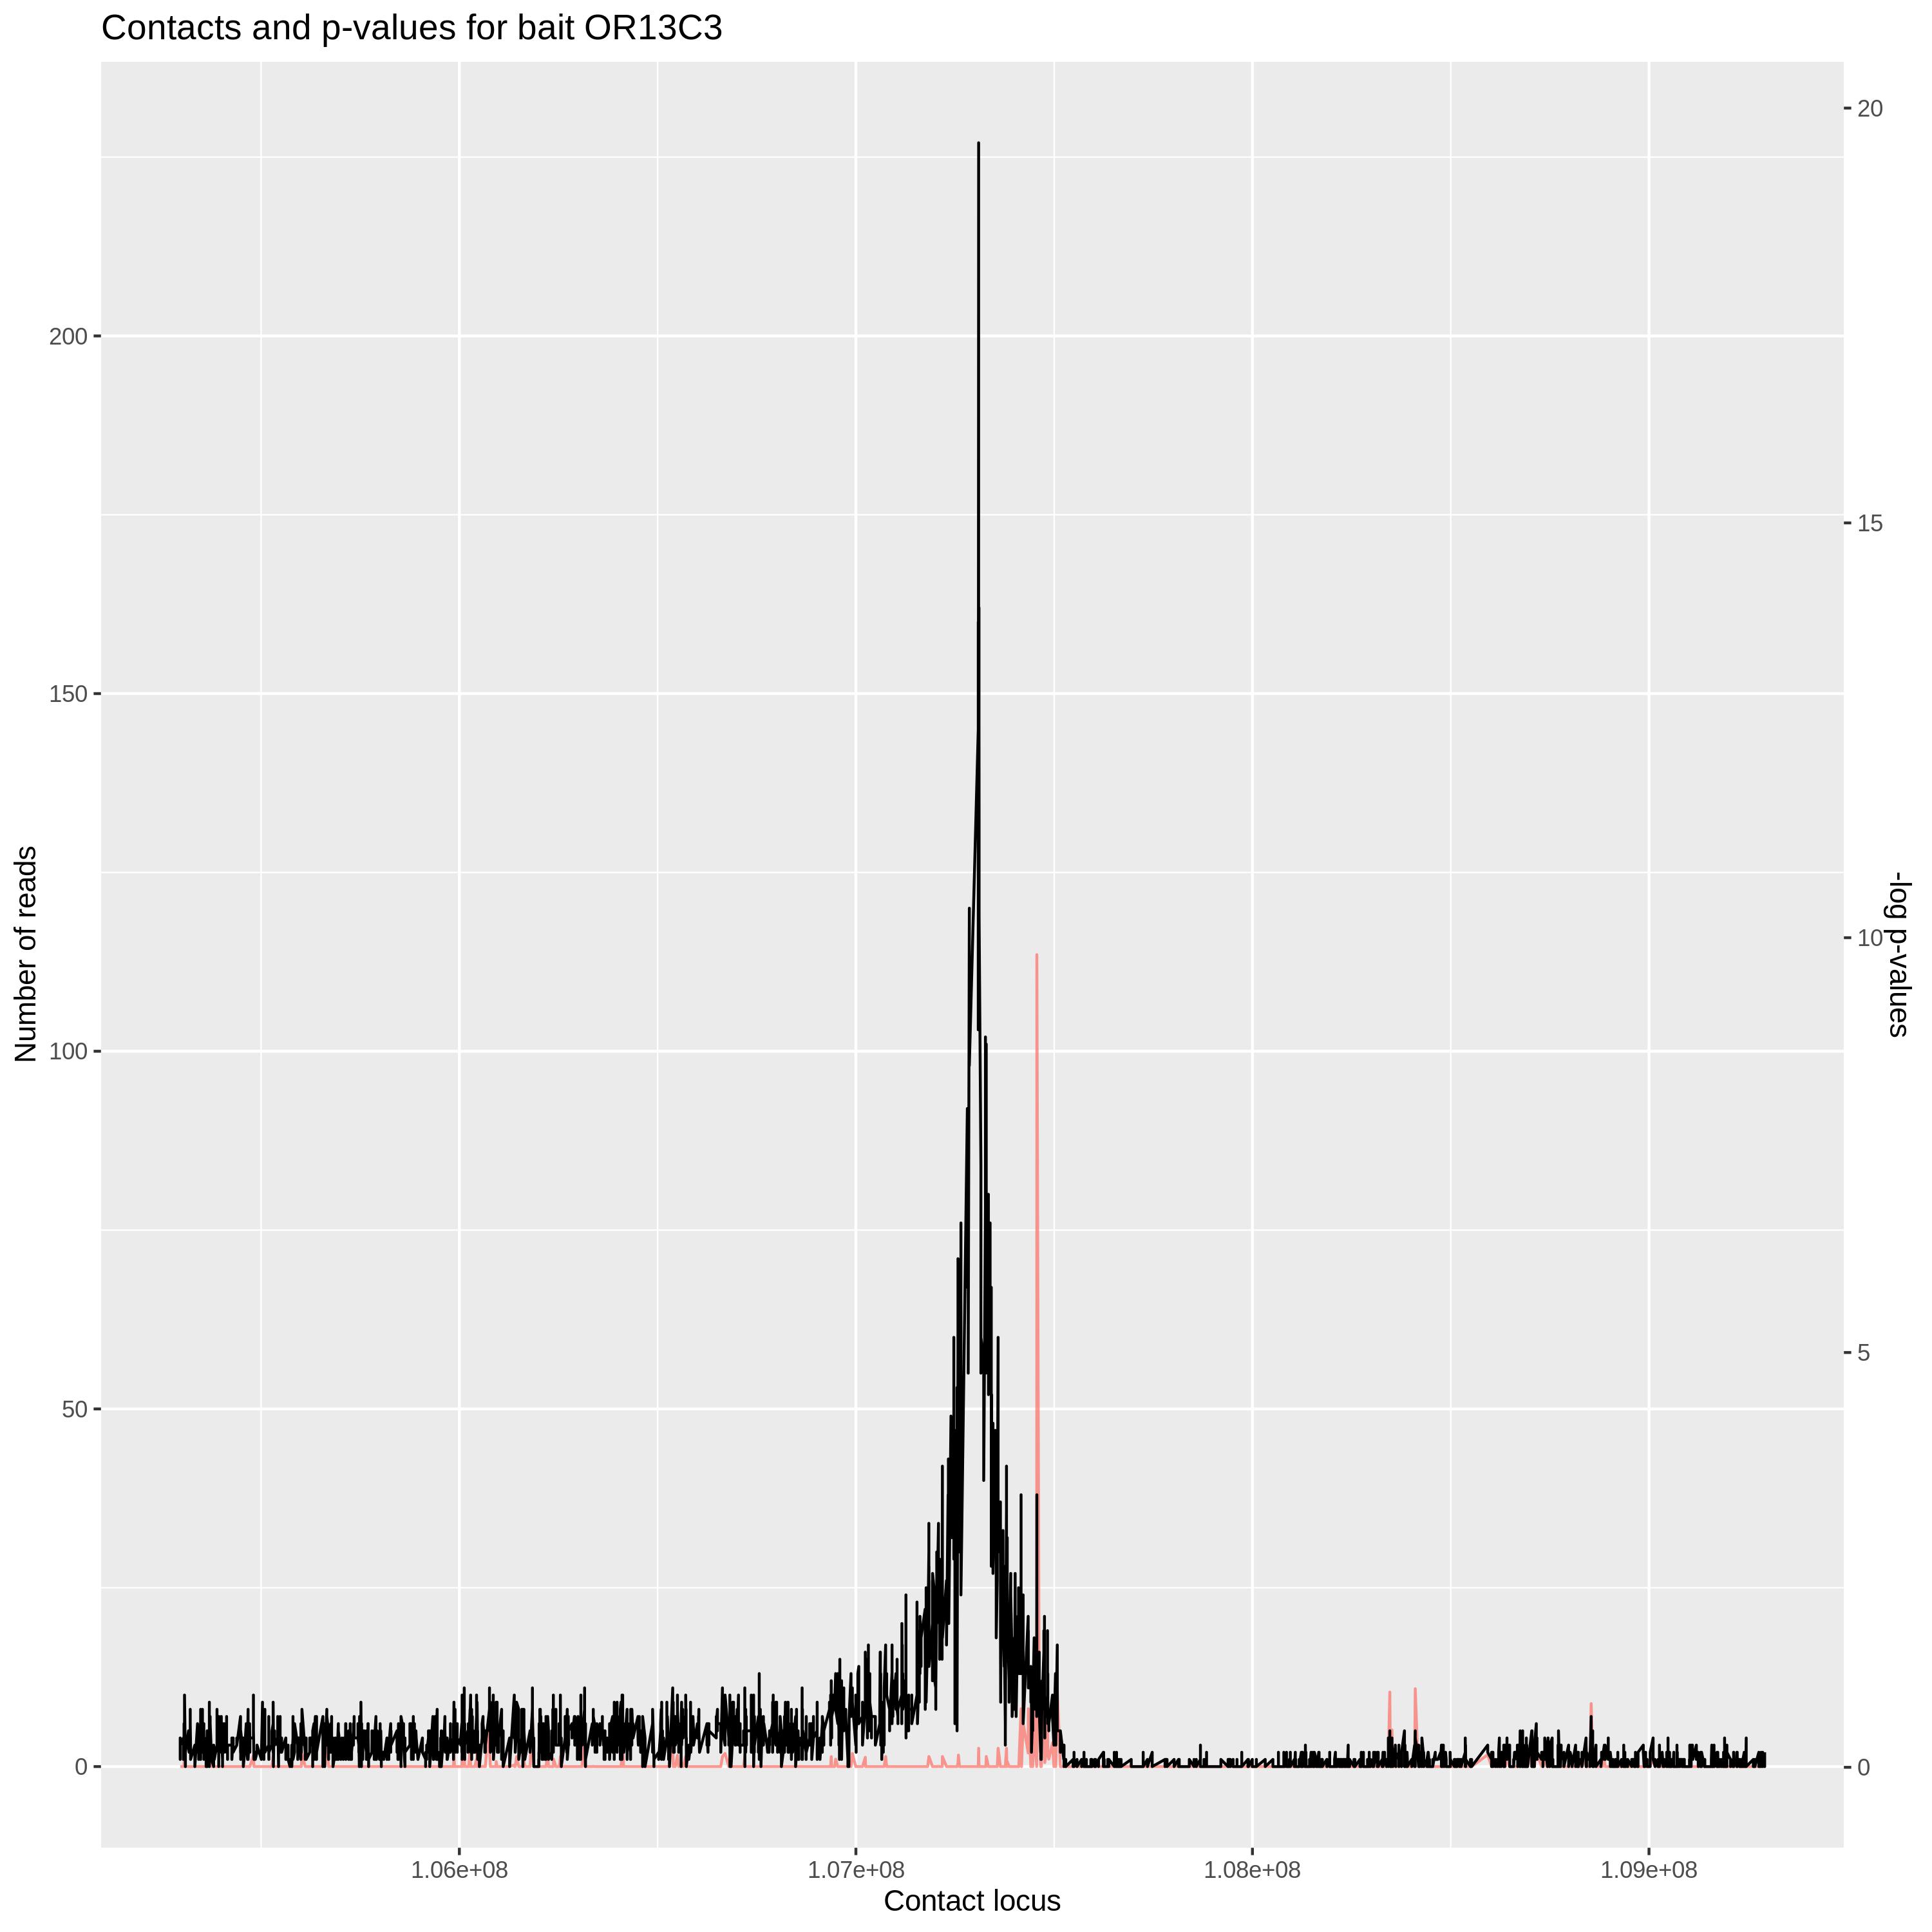 Contacts and p-values for bait OR13C3
Number of reads
200
150
100
50
0
20
15
10
5
0
-log p-values
1.06e+08
1.07e+08
1.08e+08
1.09e+08
Contact locus